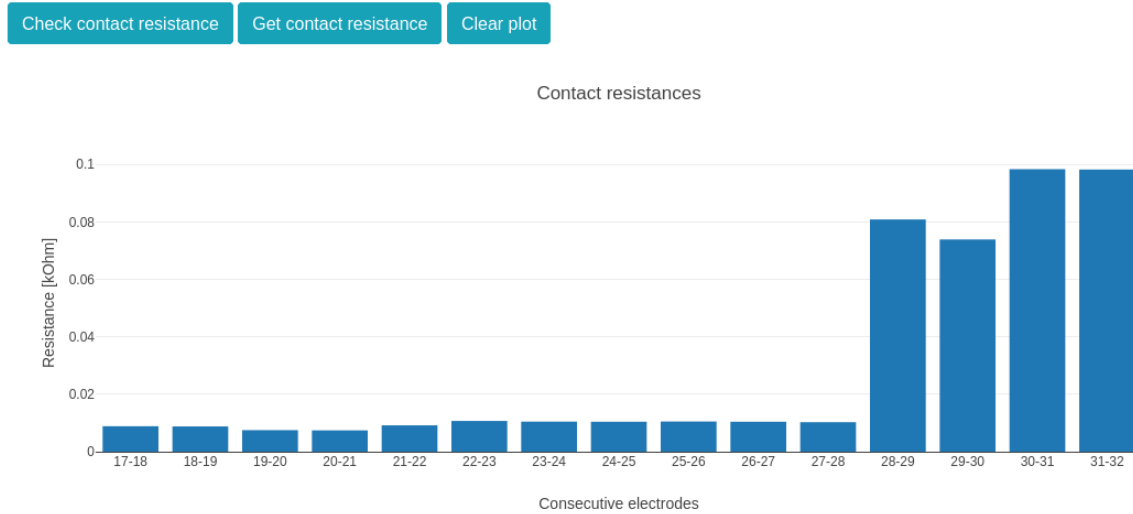 Check contact resistance Get contact resistance Clear plot
Contact resistances
0.1
0.08
0.06
0.04
0.02
0
Resistance [kOhm]
17-18 18-19 19-20 20-21 21-22 22-23 23-24 24-25 25-26 26-27 27-28 28-29 29-30 30-31 31-32
Consecutive electrodes